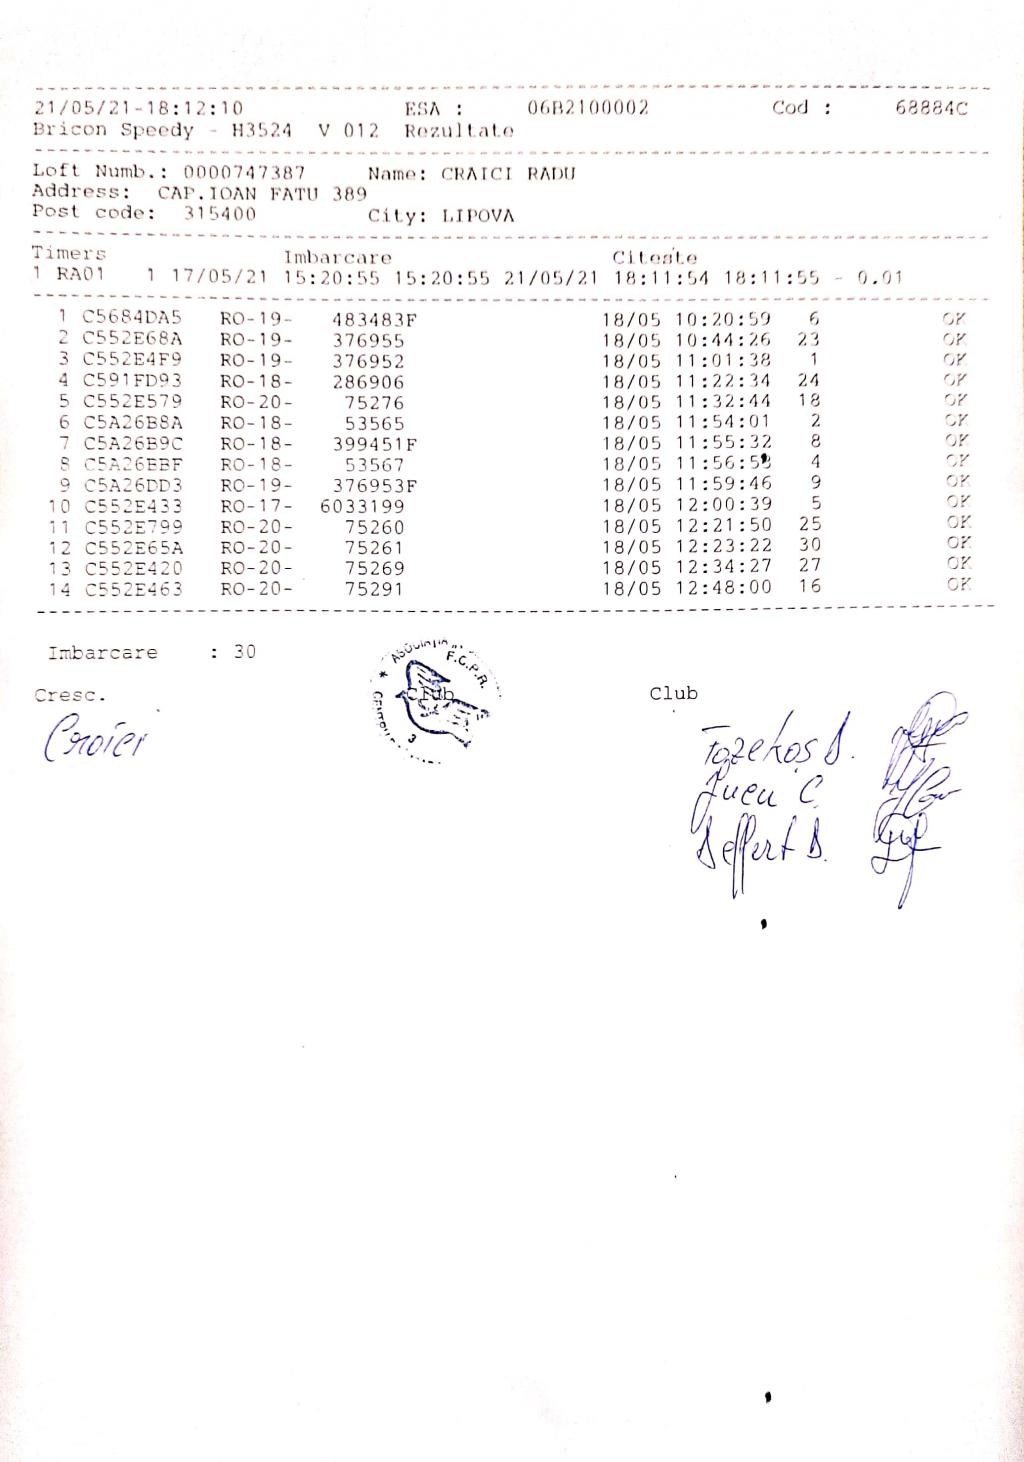 21/05/21-18:12:10 ESA : 06B2100002 Cod : 68884C
Bricon Speedy - H3524 V 012 Rezultate
Loft Numb.: 0000747387 Name: CRAICI RADU
Address: CAP.IOAN FATU 389
Post code: 315400 City: LIPOVA
Timers Imbarcare Citeste
1 RA01 1 17/05/21 15:20:55 15:20:55 21/05/21 18:11:54 18:11:55 - 0.01
1 C5684DA5 RO-19- 483483F 18/05 10:20:59 6 OK
2 C552E68A RO-19- 376955 18/05 10:44:26 23 OK
3 C552E4F9 RO-19- 376952 18/05 11:01:38 1 OK
4 C591FD93 RO-18- 286906 18/05 11:22:34 24 OK
5 C552E579 RO-20- 75276 18/05 11:32:44 18 OK
6 C5A26B8A RO-18- 53565 18/05 11:54:01 2 OK
7 C5A26B9C RO-18- 399451F 18/05 11:55:32 8 OK
8 C5A26EBF RO-18- 53567 18/05 4 OK
9 C5A26DD3 RO-19- 376953F 18/05 11:59:46 9 OK
10 C552E433 RO-17- 6033199 18/05 12:00:39 5 OK
11 C552E799 RO-20- 75260 18/05 12:21:50 25 OK
12 C552E65A RO-20- 75261 18/05 12:23:22 30 OK
13 C552E420 RO-20- 75269 18/05 12:34:27 27 OK
14 C552E463 RO-20- 75291 18/05 12:48:00 16 OK
Imbarcare : 30
F.C.P.R.
3
Cresc. Club Club
Fazekas D.
Seffert D.